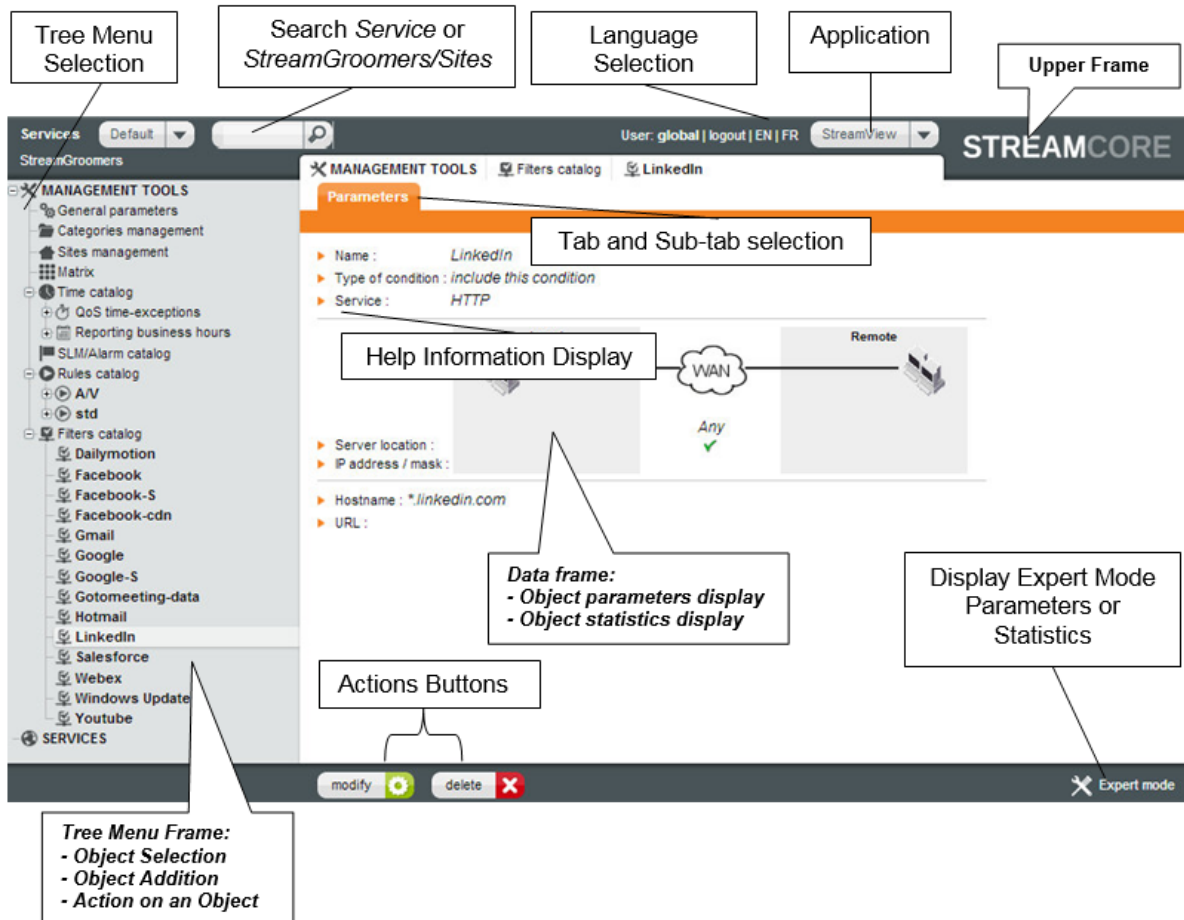 Tree Menu
Selection
Search Service or
StreamGroomers/Sites
Language
Selection
Application
Upper Frame
Services
Default
User: global | logout | EN | FR
StreamView
STREAMCORE
StreamGroomers
MANAGEMENT TOOLS
General parameters
Categories management
Sites management
Matrix
Time catalog
QoS time-exceptions
Reporting business hours
SLM/Alarm catalog
Rules catalog
A/V
std
Filters catalog
Dailymotion
Facebook
Facebook-S
Facebook-cdn
Gmail
Google
Google-S
Gotomeeting-data
Hotmail
LinkedIn
Salesforce
Webex
Windows Update
Youtube
SERVICES
MANAGEMENT TOOLS Filters catalog LinkedIn
Parameters
Tab and Sub-tab selection
Name : LinkedIn
Type of condition : include this condition
Service : HTTP
Help Information Display
WAN
Remote
Any
Server location :
IP address / mask :
Hostname : *.linkedin.com
URL :
Data frame:
- Object parameters display
- Object statistics display
Display Expert Mode
Parameters or
Statistics
Actions Buttons
modify
delete
Expert mode
Tree Menu Frame:
- Object Selection
- Object Addition
- Action on an Object